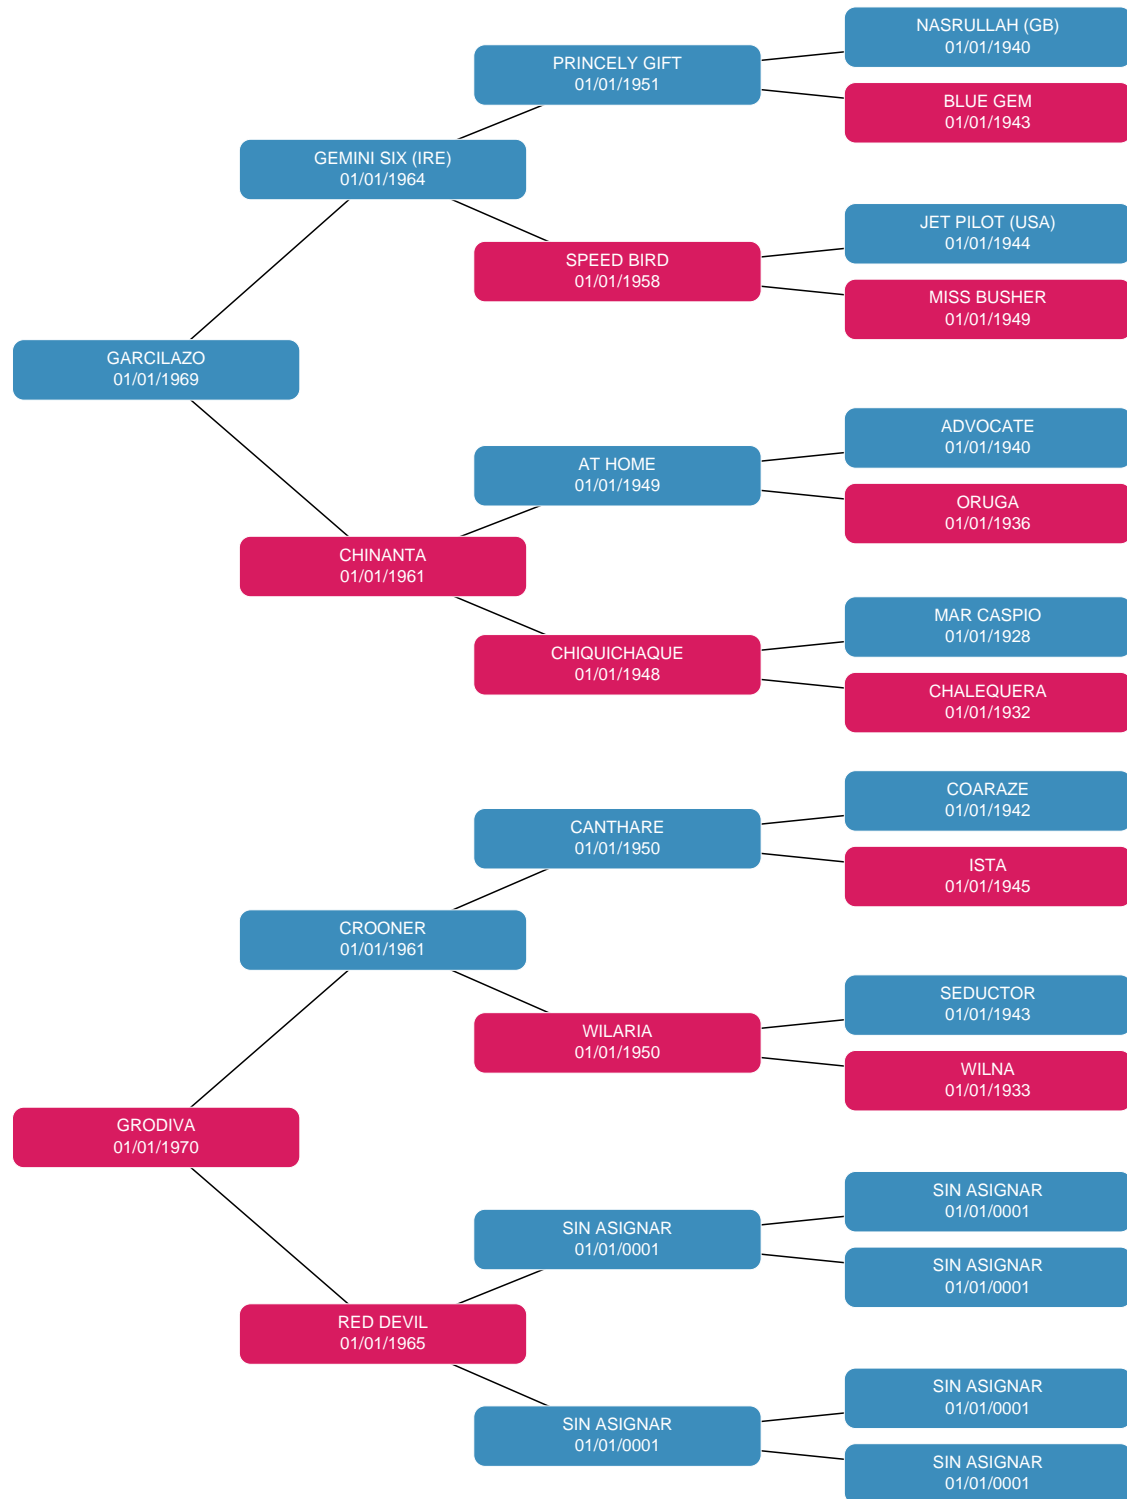 NASRULLAH (GB)
01/01/1940
PRINCELY GIFT
01/01/1951
BLUE GEM
01/01/1943
GEMINI SIX (IRE)
01/01/1964
JET PILOT (USA)
01/01/1944
SPEED BIRD
01/01/1958
MISS BUSHER
01/01/1949
GARCILAZO
01/01/1969
ADVOCATE
01/01/1940
AT HOME
01/01/1949
ORUGA
01/01/1936
CHINANTA
01/01/1961
MAR CASPIO
01/01/1928
CHIQUICHAQUE
01/01/1948
CHALEQUERA
01/01/1932
COARAZE
01/01/1942
CANTHARE
01/01/1950
ISTA
01/01/1945
CROONER
01/01/1961
SEDUCTOR
01/01/1943
WILARIA
01/01/1950
WILNA
01/01/1933
GRODIVA
01/01/1970
SIN ASIGNAR
01/01/0001
SIN ASIGNAR
01/01/0001
SIN ASIGNAR
01/01/0001
RED DEVIL
01/01/1965
SIN ASIGNAR
01/01/0001
SIN ASIGNAR
01/01/0001
SIN ASIGNAR
01/01/0001